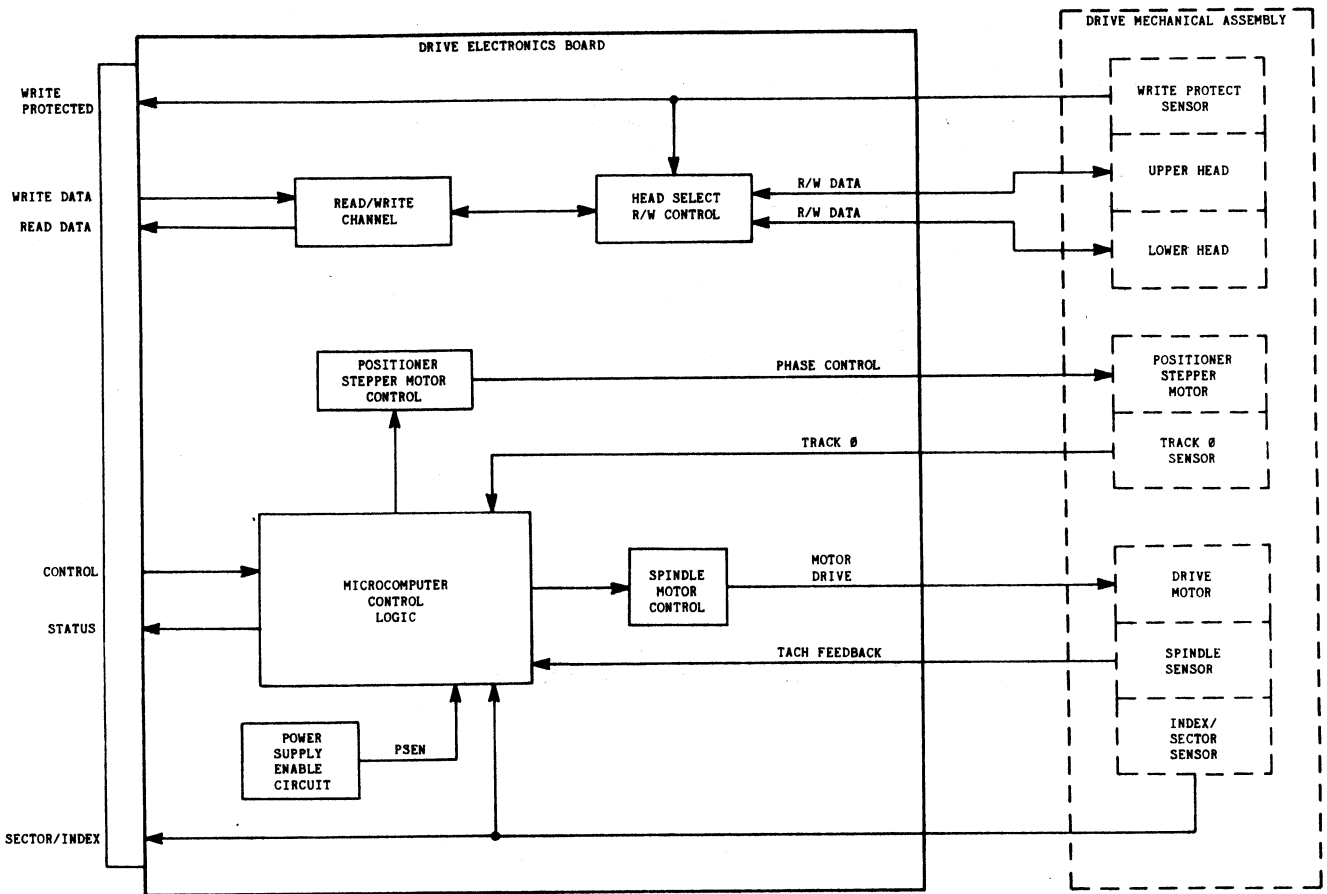 DRIVE MECHANICAL ASSEMBLY
DRIVE ELECTRONICS BOARD
WRITE
PROTECTED
WRITE PROTECT
SENSOR
WRITE DATA
READ DATA
READ/WRITE
CHANNEL
HEAD SELECT
R/W CONTROL
R/W DATA
R/W DATA
UPPER HEAD
LOWER HEAD
POSITIONER
STEPPER MOTOR
CONTROL
PHASE CONTROL
POSITIONER
STEPPER
MOTOR
TRACK Ø
TRACK Ø
SENSOR
CONTROL
STATUS
MICROCOMPUTER
CONTROL
LOGIC
SPINDLE
MOTOR
CONTROL
MOTOR
DRIVE
DRIVE
MOTOR
TACH FEEDBACK
SPINDLE
SENSOR
POWER
SUPPLY
ENABLE
CIRCUIT
PSEN
INDEX/
SECTOR
SENSOR
SECTOR/INDEX